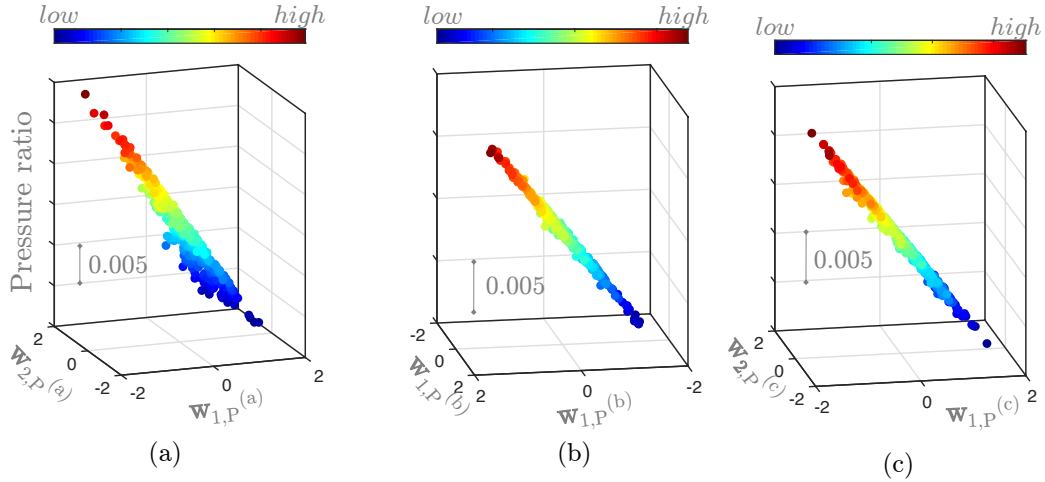 low high
Pressure ratio
0.005
2
0
-2
-2
0
2
w2,P(a)
w1,P(a)
(a)
low high
0.005
-2
0
2
2
0
-2
w1,P(b)
w1,P(b)
(b)
low high
0.005
2
0
-2
-2
0
2
w2,P(c)
w1,P(c)
(c)